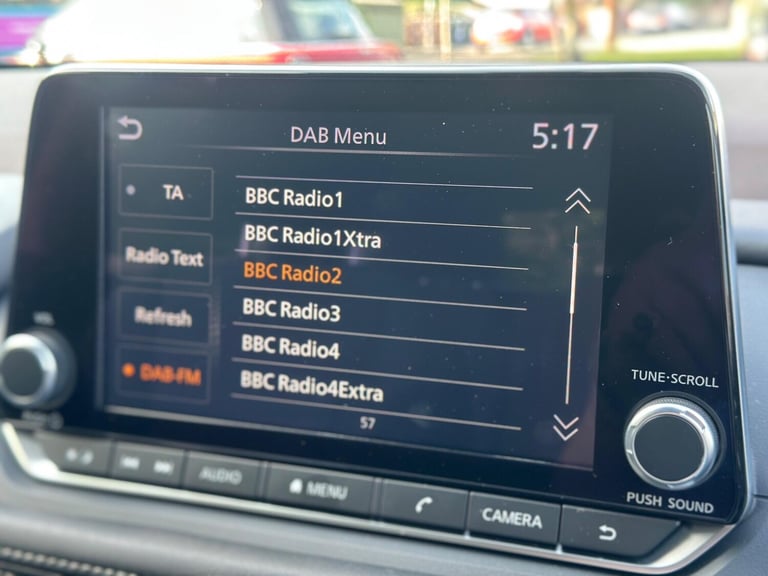 DAB Menu
5:17
TA
Radio Text
Refresh
DAB-FM
BBC Radio1
BBC Radio1Xtra
BBC Radio2
BBC Radio3
BBC Radio4
BBC Radio4Extra
57
VOL
TUNE·SCROLL
PUSH SOUND
AUDIO
MENU
CAMERA